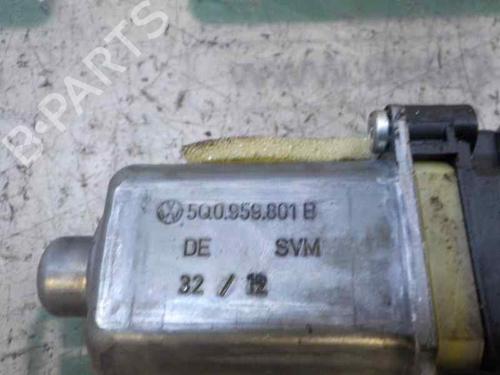 B-PARTS
5Q0.959.801 B
DE SVM
32 / 12